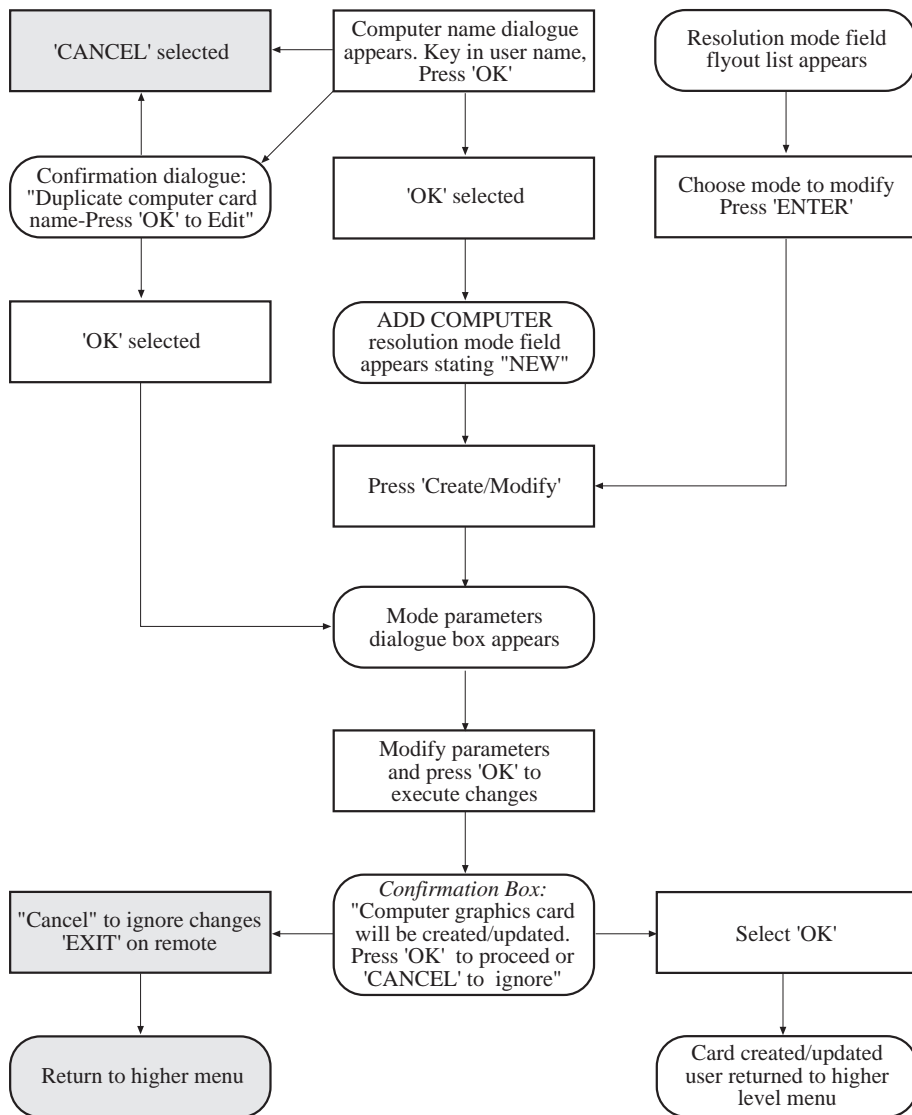 'CANCEL' selected
Computer name dialogue
appears. Key in user name,
Press 'OK'
Resolution mode field
flyout list appears
Confirmation dialogue:
"Duplicate computer card
name-Press 'OK' to Edit"
'OK' selected
Choose mode to modify
Press 'ENTER'
'OK' selected
ADD COMPUTER
resolution mode field
appears stating "NEW"
Press 'Create/Modify'
Mode parameters
dialogue box appears
Modify parameters
and press 'OK' to
execute changes
"Cancel" to ignore changes
'EXIT' on remote
Confirmation Box:
"Computer graphics card
will be created/updated.
Press 'OK' to proceed or
'CANCEL' to ignore"
Select 'OK'
Return to higher menu
Card created/updated
user returned to higher
level menu